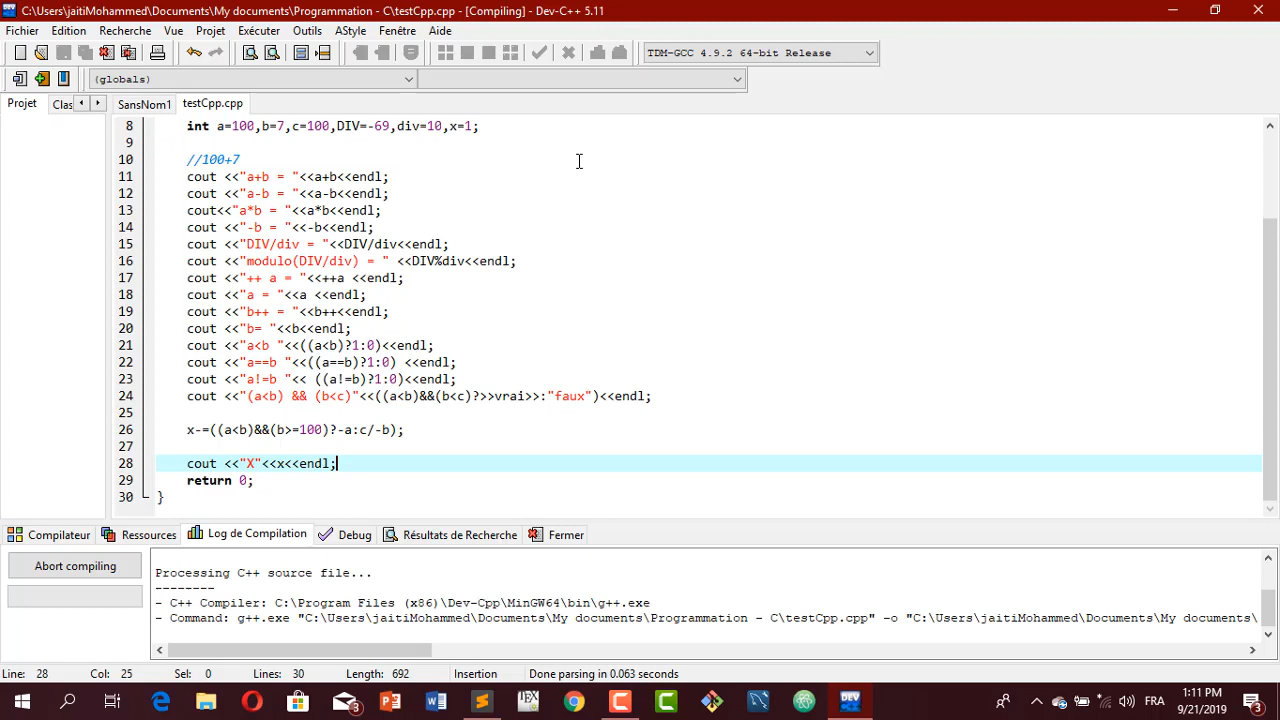 C:\Users\jaitiMohammed\Documents\My documents\Programmation - C\testCpp.cpp - [Compiling] - Dev-C++ 5.11
Fichier Edition Recherche Vue Projet Exécuter Outils AStyle Fenêtre Aide
TDM-GCC 4.9.2 64-bit Release
(globals)
Projet Clas SansNom1 testCpp.cpp
8 int a=100,b=7,c=100,DIV=-69,div=10,x=1;
9
10 //100+7
11 cout <<"a+b = "<<a+b<<endl;
12 cout <<"a-b = "<<a-b<<endl;
13 cout<<"a*b = "<<a*b<<endl;
14 cout <<"-b = "<<-b<<endl;
15 cout <<"DIV/div = "<<DIV/div<<endl;
16 cout <<"modulo(DIV/div) = " <<DIV%div<<endl;
17 cout <<"++ a = "<<++a <<endl;
18 cout <<"a = "<<a <<endl;
19 cout <<"b++ = "<<b++<<endl;
20 cout <<"b= "<<b<<endl;
21 cout <<"a<b "<<((a<b)?1:0)<<endl;
22 cout <<"a==b "<<((a==b)?1:0) <<endl;
23 cout <<"a!=b "<< ((a!=b)?1:0)<<endl;
24 cout <<"(a<b) && (b<c)"<<((a<b)&&(b<c)?>>vrai>>:"faux")<<endl;
25
26 x-=((a<b)&&(b>=100)?-a:c/-b);
27
28 cout <<"X"<<x<<endl;
29 return 0;
30 }
Compilateur Ressources Log de Compilation Debug Résultats de Recherche Fermer
Abort compiling
Processing C++ source file...
--------
- C++ Compiler: C:\Program Files (x86)\Dev-Cpp\MinGW64\bin\g++.exe
- Command: g++.exe "C:\Users\jaitiMohammed\Documents\My documents\Programmation - C\testCpp.cpp" -o "C:\Users\jaitiMohammed\Documents\My documents\
Line: 28 Col: 25 Sel: 0 Lines: 30 Length: 692 Insertion Done parsing in 0.063 seconds
3 DEV FRA 1:11 PM
9/21/2019 3